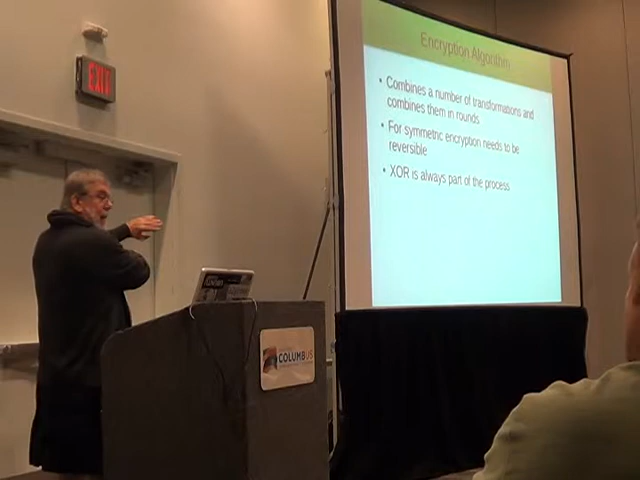 EXIT
Encryption Algorithm
• Combines a number of transformations and
combines them in rounds
• For symmetric encryption needs to be
reversible
• XOR is always part of the process
COLUMBUS